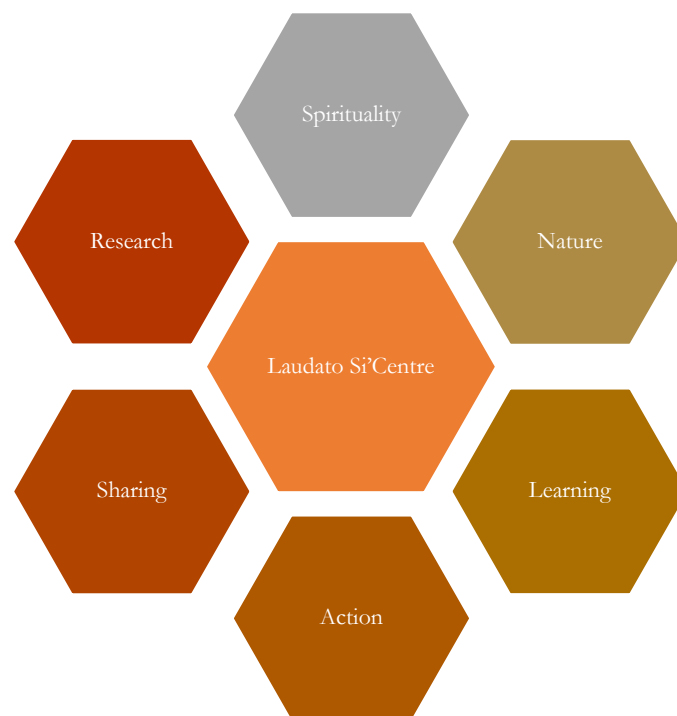 Spirituality
Research
Nature
Laudato Si’Centre
Sharing
Learning
Action